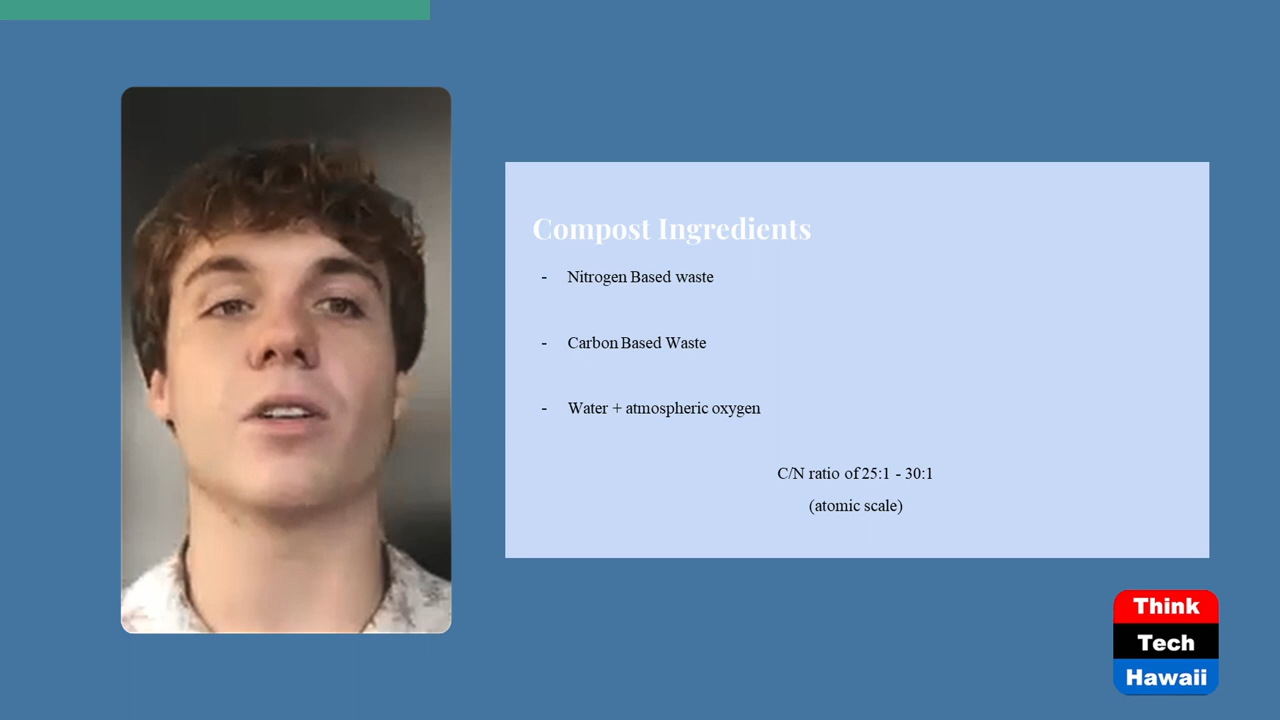 Compost Ingredients
- Nitrogen Based waste
- Carbon Based Waste
- Water + atmospheric oxygen
C/N ratio of 25:1 - 30:1
(atomic scale)
Think
Tech
Hawaii